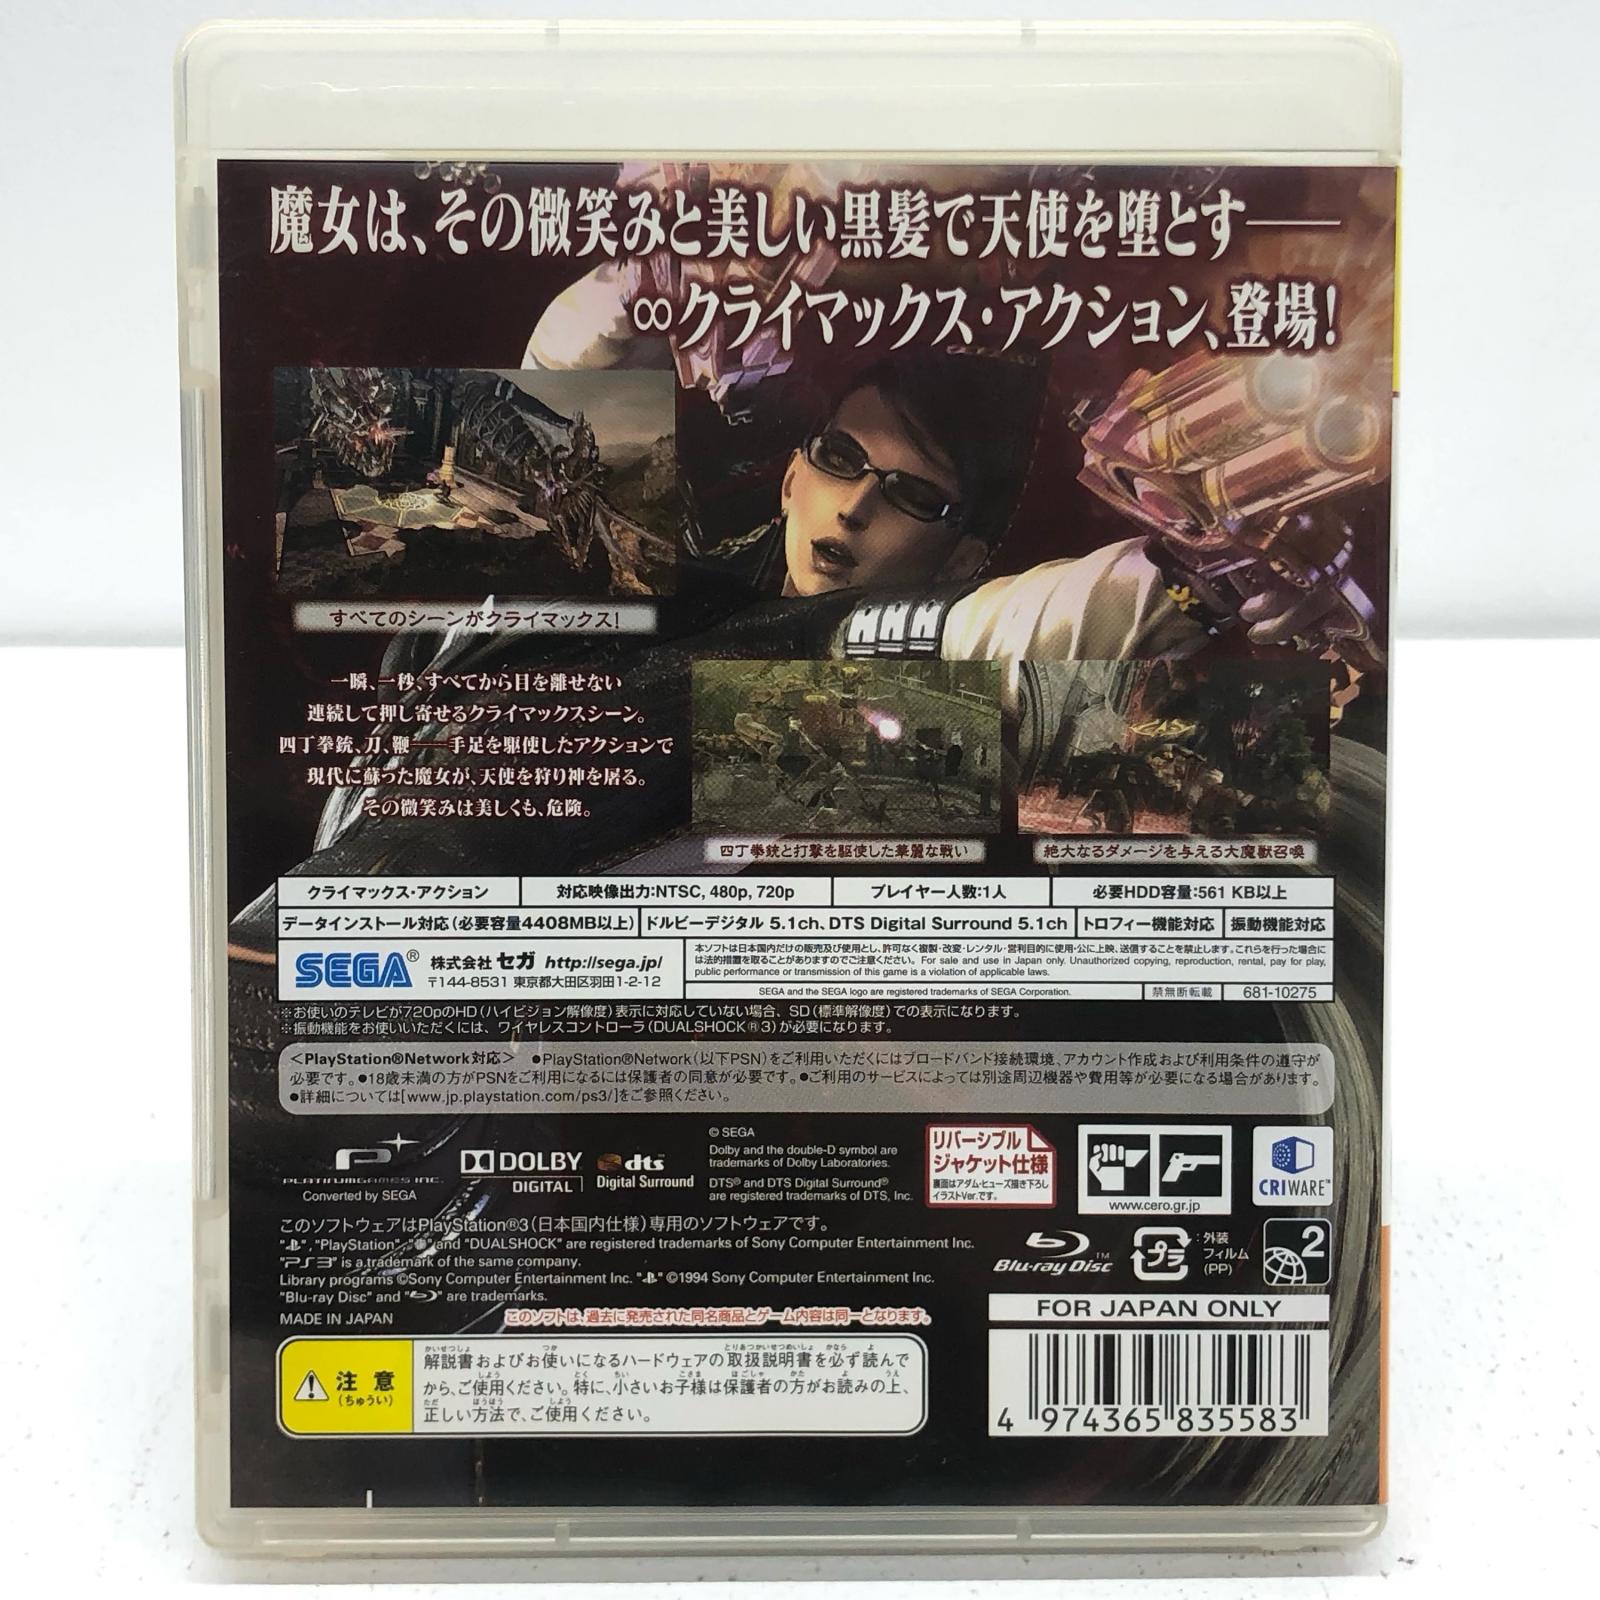 魔女は、その微笑みと美しい黒髪で天使を堕とす――
∞クライマックス・アクション、登場!
すべてのシーンがクライマックス!
一瞬、一秒、すべてから目を離せない
連続して押し寄せるクライマックスシーン。
四丁拳銃、刀、鞭――手足を駆使したアクションで
現代に蘇った魔女が、天使を狩り神を屠る。
その微笑みは美しくも、危険。
四丁拳銃と打撃を駆使した華麗な戦い
絶大なるダメージを与える大魔獣召喚
クライマックス・アクション
対応映像出力:NTSC, 480p, 720p
プレイヤー人数:1人
必要HDD容量:561 KB以上
データインストール対応(必要容量4408MB以上)
ドルビーデジタル 5.1ch、DTS Digital Surround 5.1ch
トロフィー機能対応
振動機能対応
SEGA®
株式会社 セガ http://sega.jp/
〒144-8531 東京都大田区羽田1-2-12
本ソフトは日本国内だけの販売及び使用とし、許可なく複製・改変・レンタル・営利目的に使用・公に上映、送信することを禁止します。これらを行った場合に
は法的措置を取ることがありますのでご注意ください。 For sale and use in Japan only. Unauthorized copying, reproduction, rental, pay for play,
public performance or transmission of this game is a violation of applicable laws.
SEGA and the SEGA logo are registered trademarks of SEGA Corporation.
禁無断転載
681-10275
※お使いのテレビが720pのHD(ハイビジョン解像度)表示に対応していない場合、SD(標準解像度)での表示になります。
※振動機能をお使いいただくには、ワイヤレスコントローラ(DUALSHOCK®3)が必要になります。
<PlayStation®Network対応> ●PlayStation®Network(以下PSN)をご利用いただくにはブロードバンド接続環境、アカウント作成および利用条件の遵守が
必要です。●18歳未満の方がPSNをご利用になるには保護者の同意が必要です。●ご利用のサービスによっては別途周辺機器や費用等が必要になる場合があります。
●詳細については[www.jp.playstation.com/ps3/]をご参照ください。
PLATINUMGAMES INC.
Converted by SEGA
DOLBY
DIGITAL
dts
Digital Surround
© SEGA
Dolby and the double-D symbol are
trademarks of Dolby Laboratories.
DTS® and DTS Digital Surround®
are registered trademarks of DTS, Inc.
リバーシブル
ジャケット仕様
裏面はアダム・ヒューズ描き下ろし
イラストVer.です。
www.cero.gr.jp
CRIWARE™
このソフトウェアはPlayStation®3(日本国内仕様)専用のソフトウェアです。
"", "PlayStation", "" and "DUALSHOCK" are registered trademarks of Sony Computer Entertainment Inc.
"PS3" is a trademark of the same company.
Library programs ©Sony Computer Entertainment Inc. "" ©1994 Sony Computer Entertainment Inc.
"Blu-ray Disc" and "" are trademarks.
Blu-ray Disc™
プラ
:外装
フィルム
(PP)
2
MADE IN JAPAN
このソフトは、過去に発売された同名商品とゲーム内容は同一となります。
FOR JAPAN ONLY
注意
(ちゅうい)
解説書およびお使いになるハードウェアの取扱説明書を必ず読んで
から、ご使用ください。特に、小さいお子様は保護者の方がお読みの上、
正しい方法で、ご使用ください。
4 974365 835583